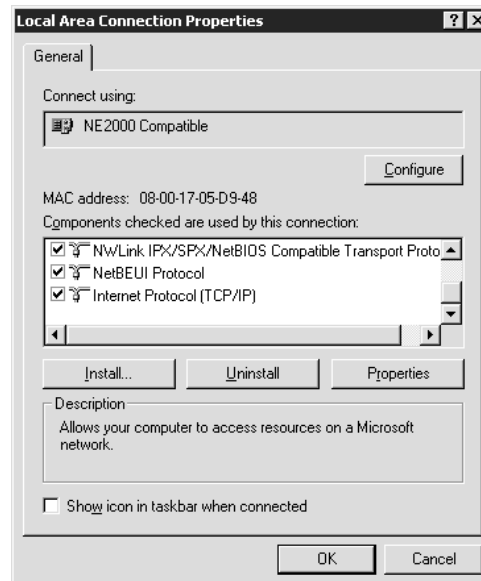 Local Area Connection Properties
General
Connect using:
NE2000 Compatible
Configure
MAC address: 08-00-17-05-D9-48
Components checked are used by this connection:
NWLink IPX/SPX/NetBIOS Compatible Transport Proto
NetBEUI Protocol
Internet Protocol (TCP/IP)
Install... Uninstall Properties
Description
Allows your computer to access resources on a Microsoft
network.
Show icon in taskbar when connected
OK Cancel